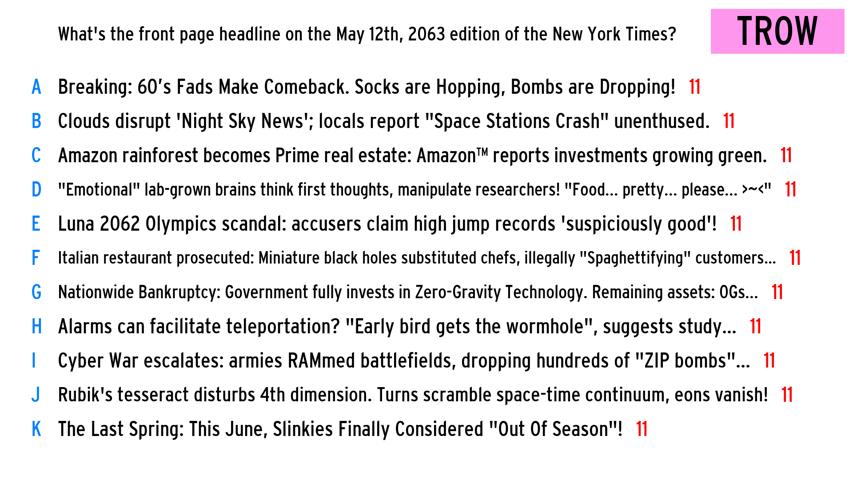 What's the front page headline on the May 12th, 2063 edition of the New York Times?
TROW
A Breaking: 60's Fads Make Comeback. Socks are Hopping, Bombs are Dropping! 11
B Clouds disrupt 'Night Sky News'; locals report "Space Stations Crash" unenthused. 11
C Amazon rainforest becomes Prime real estate: Amazon™ reports investments growing green. 11
D "Emotional" lab-grown brains think first thoughts, manipulate researchers! "Food... pretty... please... >~<" 11
E Luna 2062 Olympics scandal: accusers claim high jump records 'suspiciously good'! 11
F Italian restaurant prosecuted: Miniature black holes substituted chefs, illegally "Spaghettifying" customers... 11
G Nationwide Bankruptcy: Government fully invests in Zero-Gravity Technology. Remaining assets: 0Gs... 11
H Alarms can facilitate teleportation? "Early bird gets the wormhole", suggests study... 11
I Cyber War escalates: armies RAMmed battlefields, dropping hundreds of "ZIP bombs"... 11
J Rubik's tesseract disturbs 4th dimension. Turns scramble space-time continuum, eons vanish! 11
K The Last Spring: This June, Slinkies Finally Considered "Out Of Season"! 11